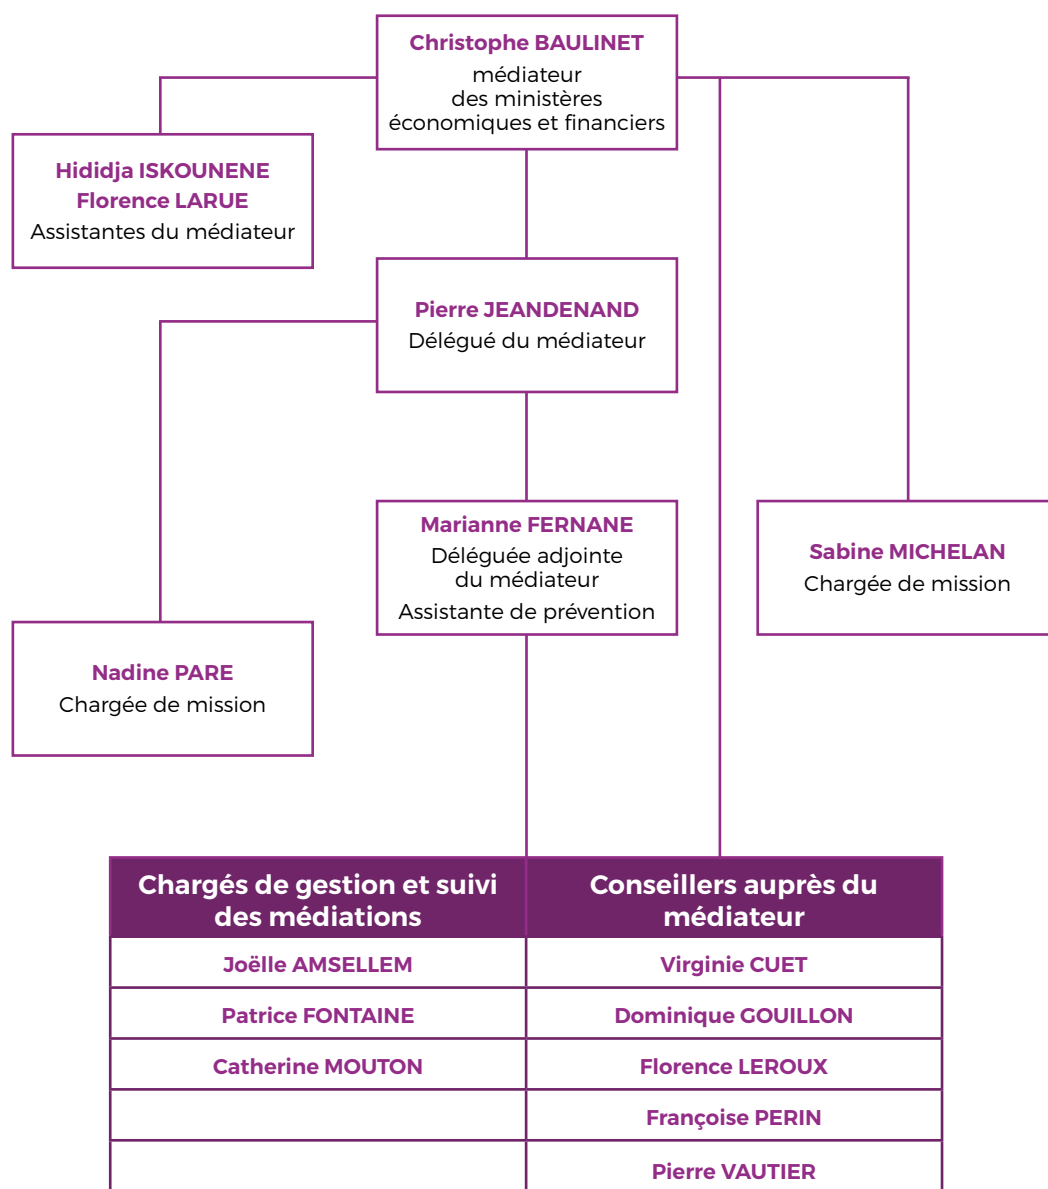 Christophe BAULINET
médiateur
des ministères
économiques et financiers
Hididja ISKOUNENE
Florence LARUE
Assistantes du médiateur
Pierre JEANDENAND
Délégué du médiateur
Marianne FERNANE
Déléguée adjointe
du médiateur
Assistante de prévention
Sabine MICHELAN
Chargée de mission
Nadine PARE
Chargée de mission
Chargés de gestion et suivi
des médiations
Conseillers auprès du
médiateur
Joëlle AMSELLEM
Virginie CUET
Patrice FONTAINE
Dominique GOUILLON
Catherine MOUTON
Florence LEROUX
Françoise PERIN
Pierre VAUTIER